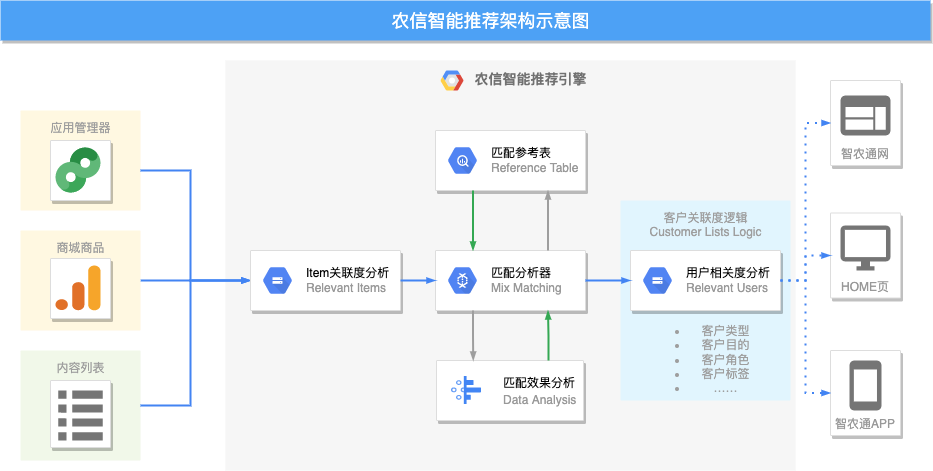 农信智能推荐架构示意图
农信智能推荐引擎
应用管理器
商城商品
内容列表
Item关联度分析
Relevant Items
匹配参考表
Reference Table
匹配分析器
Mix Matching
匹配效果分析
Data Analysis
客户关联度逻辑
Customer Lists Logic
用户相关度分析
Relevant Users
• 客户类型
• 客户目的
• 客户角色
• 客户标签
• ……
智农通网
HOME页
智农通APP